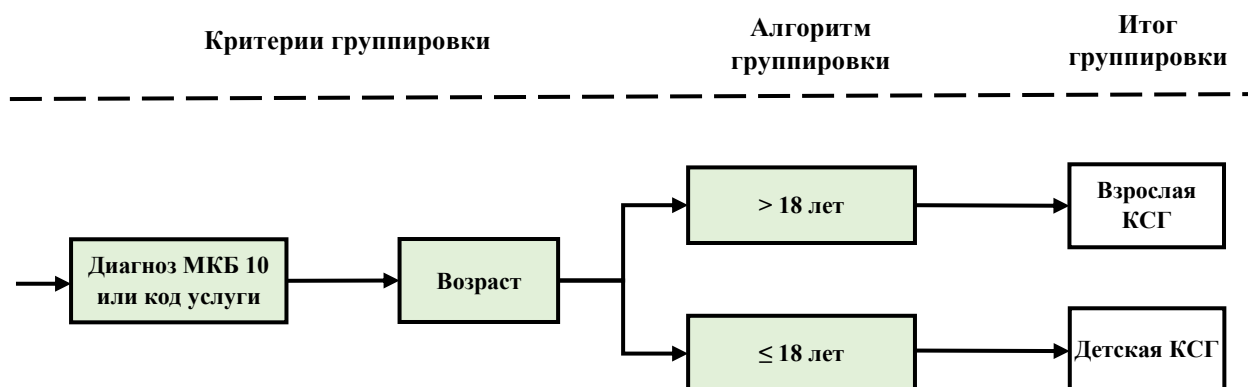 Критерии группировки
Алгоритм
группировки
Итог
группировки
Диагноз МКБ 10
или код услуги
Возраст
> 18 лет
Взрослая
КСГ
≤ 18 лет
Детская КСГ